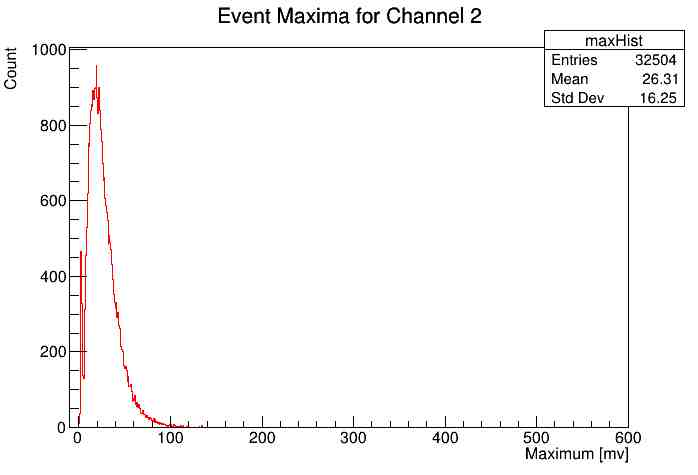 Event Maxima for Channel 2
maxHist
Entries 32504
Mean 26.31
Std Dev 16.25
Count
1000
800
600
400
200
0
0 100 200 300 400 500 600
Maximum [mv]